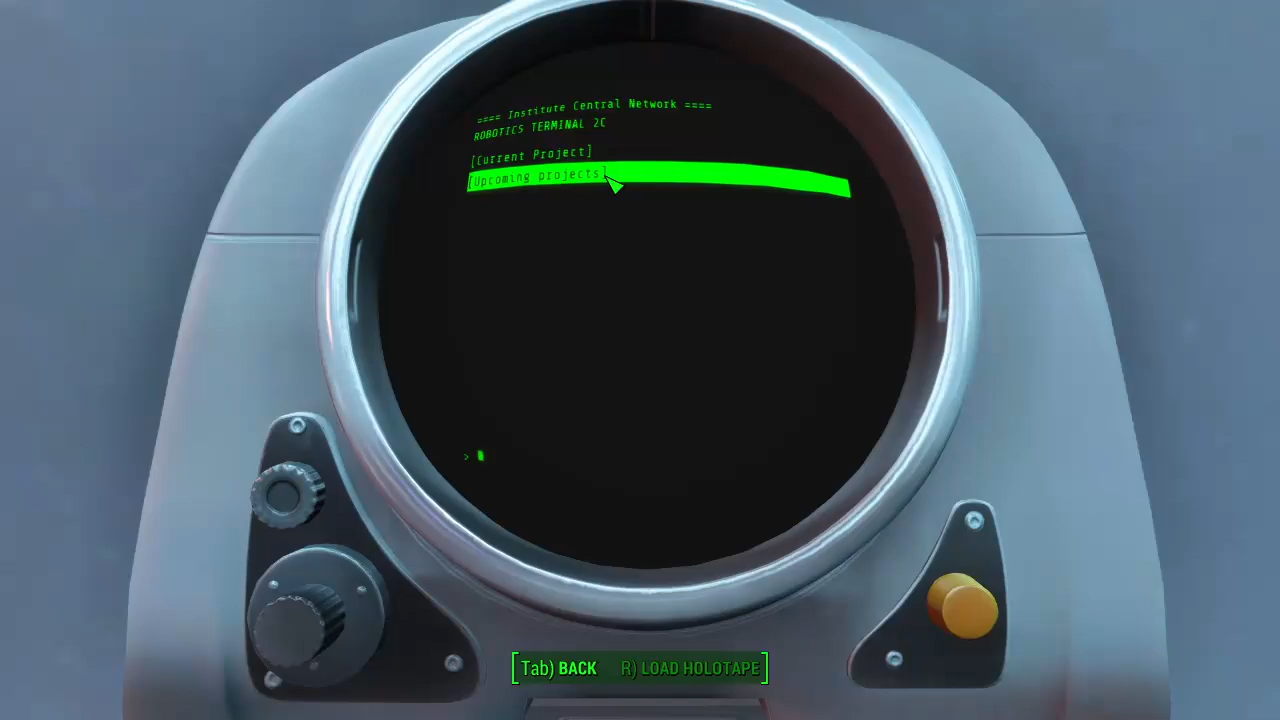 ==== Institute Central Network ====
ROBOTICS TERMINAL 2C
[Current Project]
[Upcoming projects]
>
Tab) BACK R) LOAD HOLOTAPE